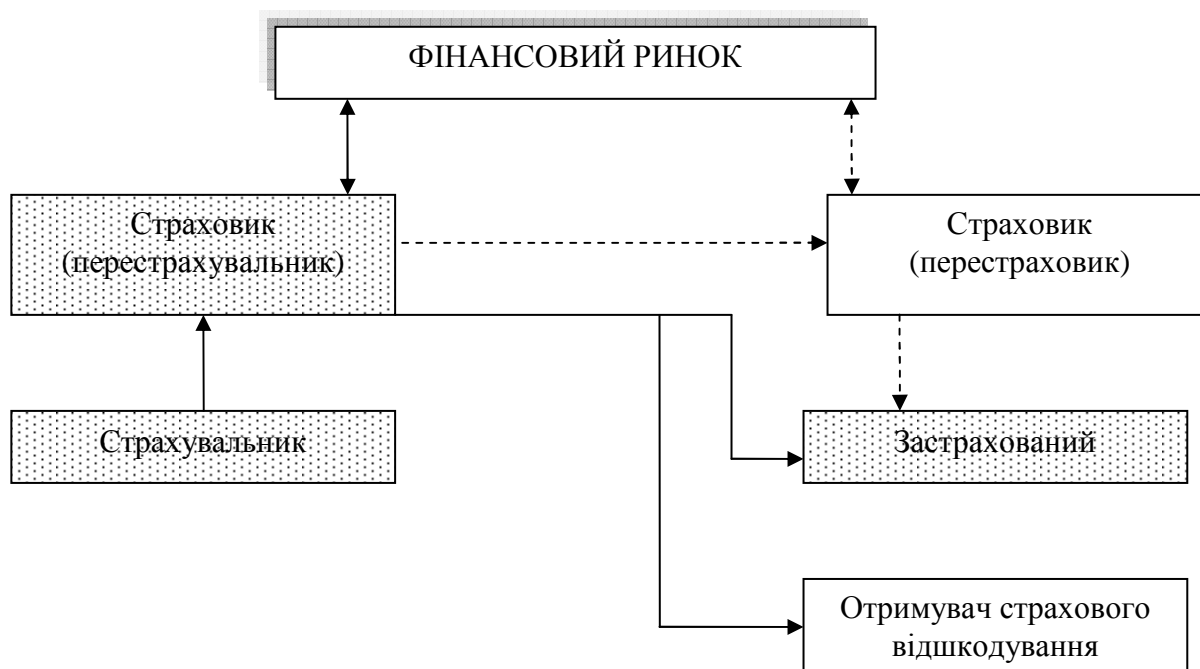 ФІНАНСОВИЙ РИНОК
Страховик
(перестрахувальник)
Страховик
(перестраховик)
Страхувальник
Застрахований
Отримувач страхового
відшкодування